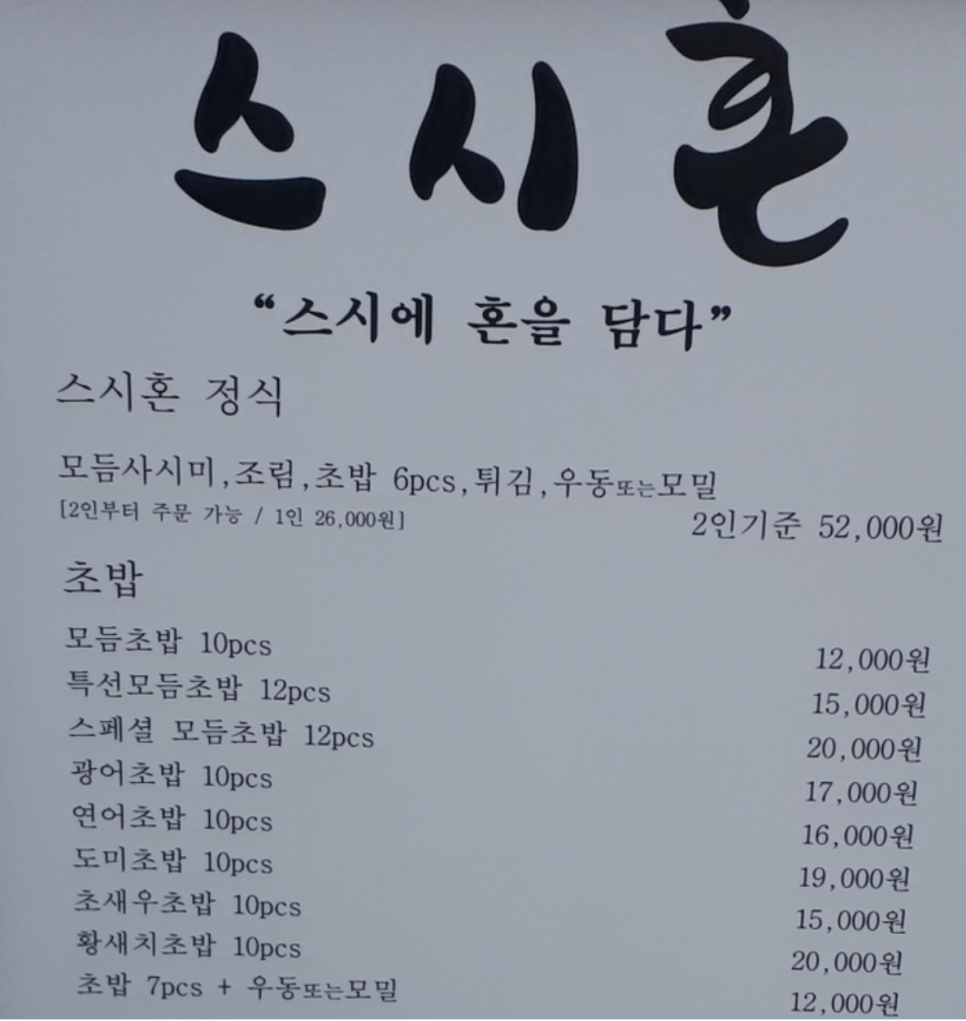 스시혼
“스시에 혼을 담다”
스시혼 정식
모듬사시미,조림,초밥 6pcs,튀김,우동또는모밀
[2인부터 주문 가능 / 1인 26,000원]
2인기준 52,000원
초밥
모듬초밥 10pcs 12,000원
특선모듬초밥 12pcs 15,000원
스페셜 모듬초밥 12pcs 20,000원
광어초밥 10pcs 17,000원
연어초밥 10pcs 16,000원
도미초밥 10pcs 19,000원
초새우초밥 10pcs 15,000원
황새치초밥 10pcs 20,000원
초밥 7pcs + 우동또는모밀 12,000원